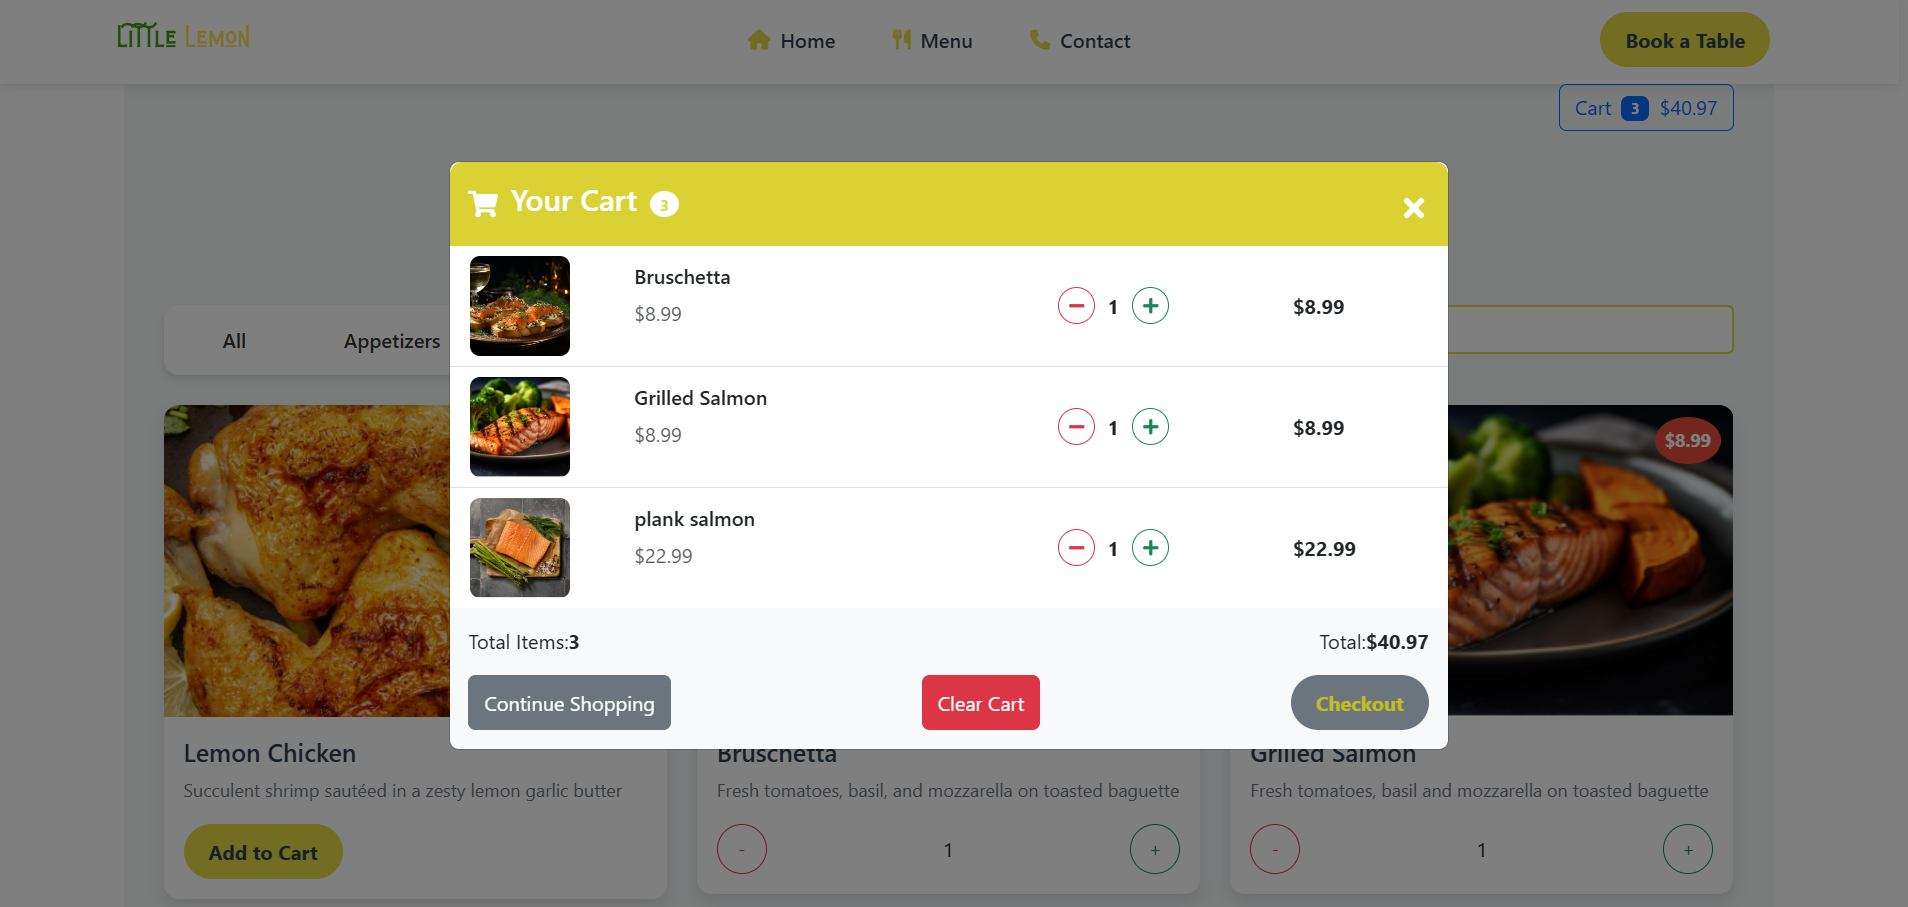 LITTLE LEMON
Home
Menu
Contact
Book a Table
Cart 3 $40.97
Your Cart 3
All
Appetizers
Bruschetta
$8.99
1
$8.99
Grilled Salmon
$8.99
1
$8.99
$8.99
plank salmon
$22.99
1
$22.99
Total Items:3
Total:$40.97
Continue Shopping
Clear Cart
Checkout
Lemon Chicken
Succulent shrimp sautéed in a zesty lemon garlic butter
Add to Cart
Bruschetta
Fresh tomatoes, basil, and mozzarella on toasted baguette
- 1 +
Grilled Salmon
Fresh tomatoes, basil and mozzarella on toasted baguette
- 1 +